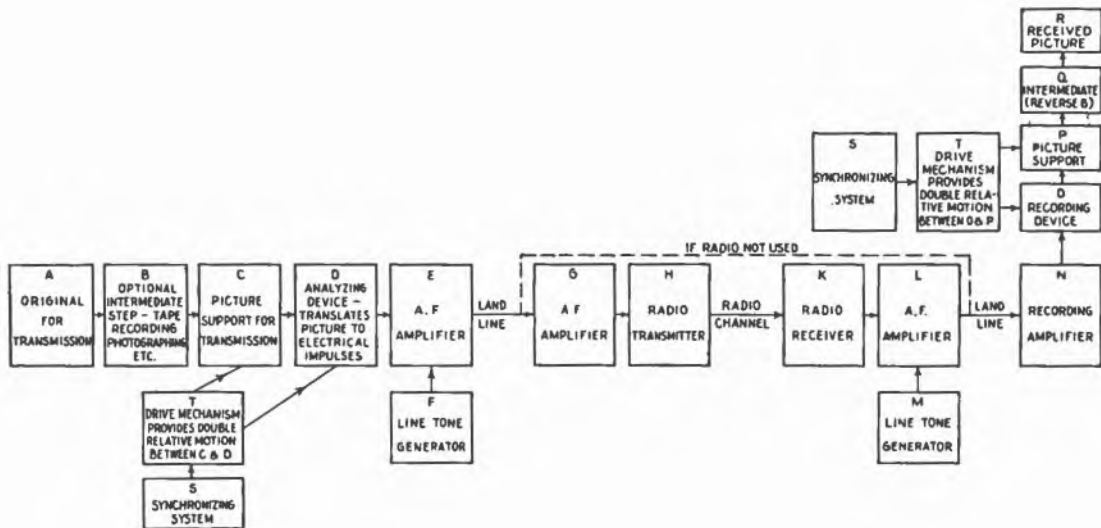 R
RECEIVED
PICTURE
Q
INTERMEDIATE
(REVERSE B)
P
PICTURE
SUPPORT
S
SYNCHRONIZING
SYSTEM
T
DRIVE
MECHANISM
PROVIDES
DOUBLE RELA-
TIVE MOTION
BETWEEN O & P
O
RECORDING
DEVICE
IF RADIO NOT USED
A
ORIGINAL
FOR
TRANSMISSION
B
OPTIONAL
INTERMEDIATE
STEP - TAPE
RECORDING
PHOTOGRAPHING
ETC.
C
PICTURE
SUPPORT FOR
TRANSMISSION
D
ANALYZING
DEVICE -
TRANSLATES
PICTURE TO
ELECTRICAL
IMPULSES
E
A.F
AMPLIFIER
LAND
LINE
G
A F
AMPLIFIER
H
RADIO
TRANSMITTER
RADIO
CHANNEL
K
RADIO
RECEIVER
L
A.F.
AMPLIFIER
LAND
LINE
N
RECORDING
AMPLIFIER
T
DRIVE MECHANISM
PROVIDES DOUBLE
RELATIVE MOTION
BETWEEN C & D
F
LINE TONE
GENERATOR
M
LINE TONE
GENERATOR
S
SYNCHRONIZING
SYSTEM